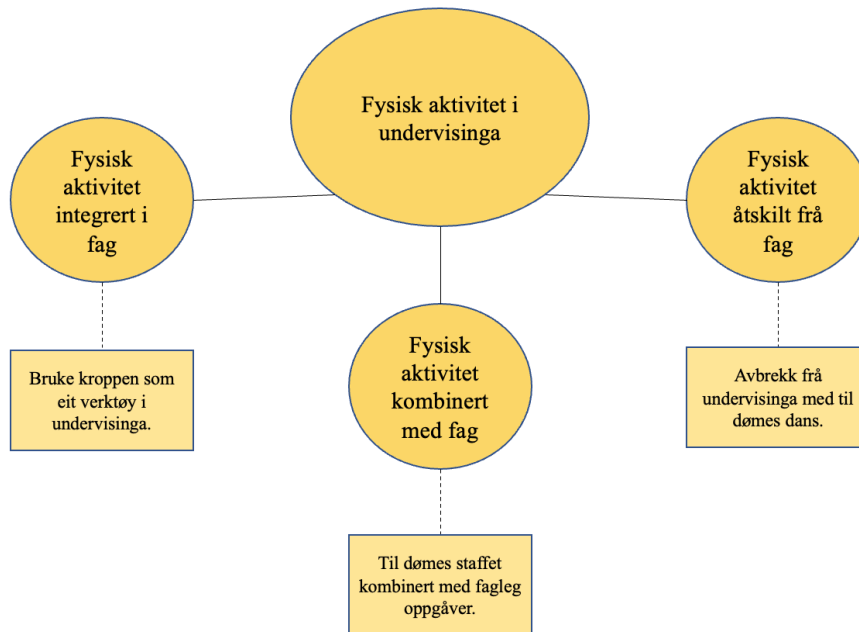 Fysisk aktivitet i
undervisinga
Fysisk
aktivitet
integrert i
fag
Fysisk
aktivitet
kombinert
med fag
Fysisk
aktivitet
åtskilt frå
fag
Bruke kroppen som
eit verktøy i
undervisinga.
Til dømes staffet
kombinert med fagleg
oppgåver.
Avbrekk frå
undervisinga med til
dømes dans.